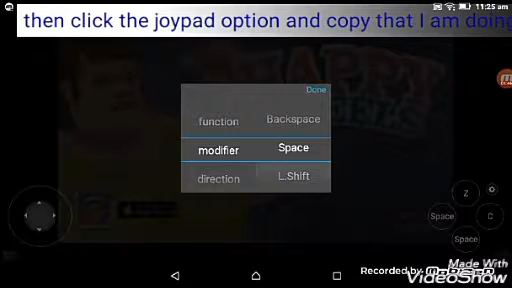 11:25 am
then click the joypad option and copy that I am doing
Done
function Backspace
modifier Space
direction L.Shift
Z
Space C
Space
Made With
Recorded by
VideoShow